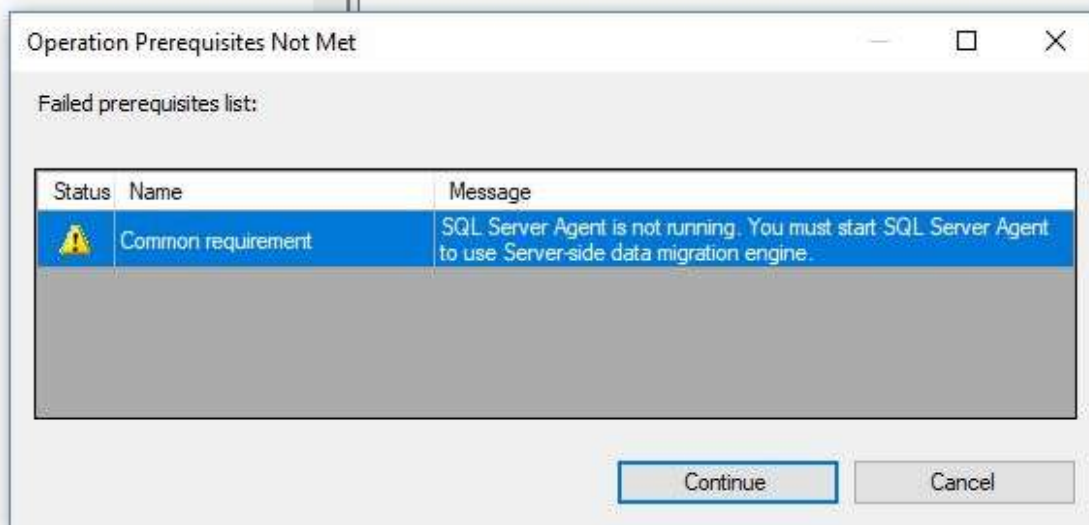 Operation Prerequisites Not Met
Failed prerequisites list:
Status Name Message
Common requirement
SQL Server Agent is not running. You must start SQL Server Agent
to use Server-side data migration engine.
Continue Cancel